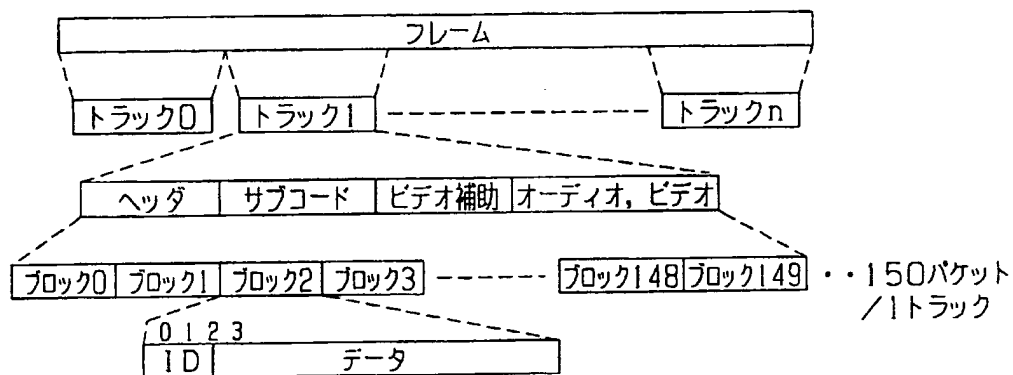 フレーム
トラック0 トラック1 トラックn
ヘッダ サブコード ビデオ補助 オーディオ, ビデオ
ブロック0 ブロック1 ブロック2 ブロック3 ブロック148 ブロック149 ・・150パケット
/1トラック
0 1 2 3
ID データ